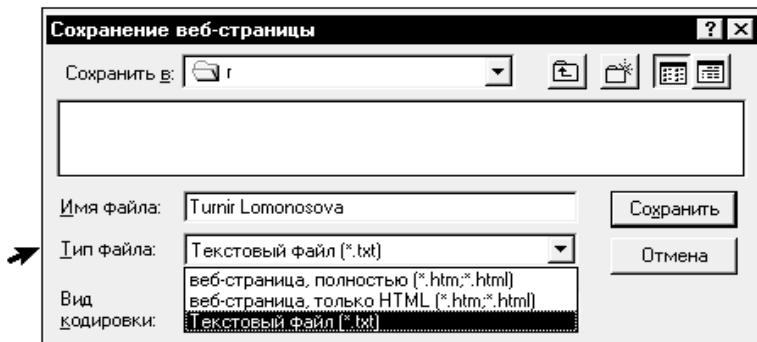 Сохранение веб-страницы
Сохранить в: r
Имя файла: Turnir Lomonosova Сохранить
Тип файла: Текстовый файл (*.txt) Отмена
веб-страница, полностью (*.htm;*.html)
Вид веб-страница, только HTML (*.htm;*.html)
кодировки: Текстовый файл (*.txt)